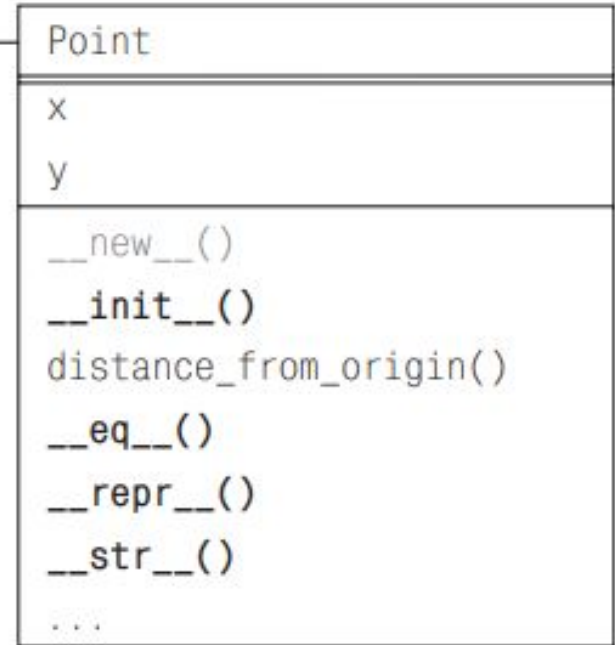 Point
x
y
__new__()
__init__()
distance_from_origin()
__eq__()
__repr__()
__str__()
...